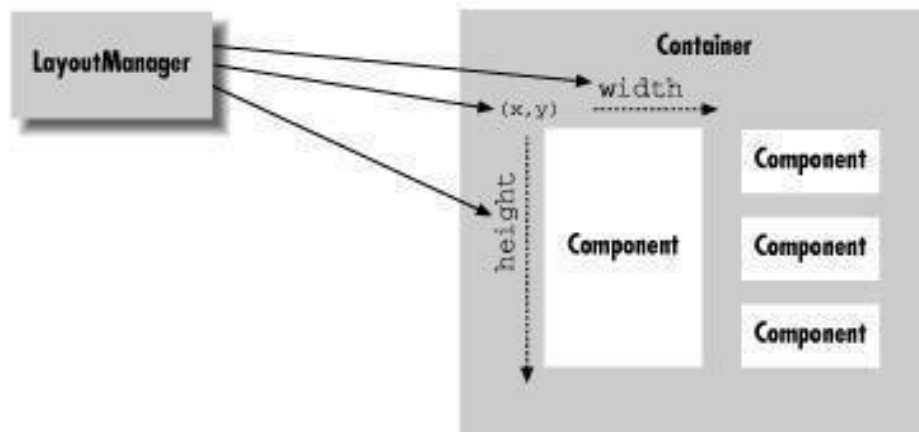 LayoutManager
Container
width
(x,y)
height
Component
Component
Component
Component